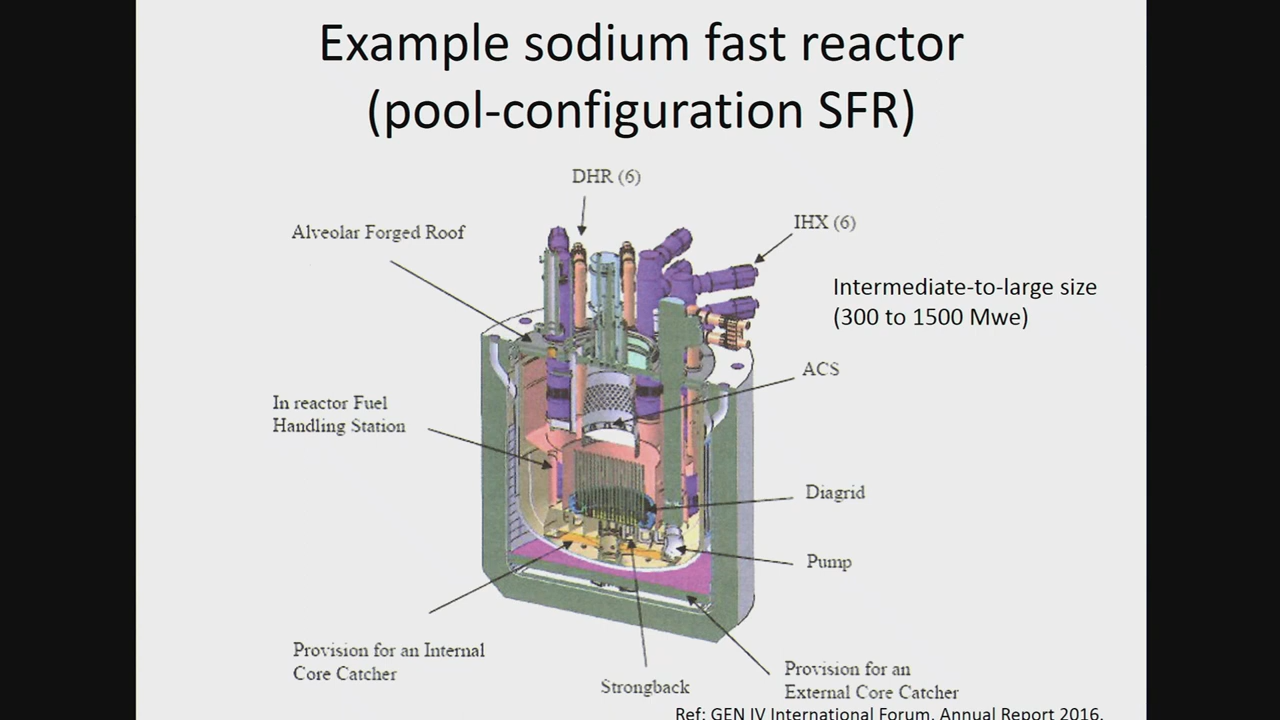 Example sodium fast reactor
(pool-configuration SFR)
DHR (6)
IHX (6)
Alveolar Forged Roof
Intermediate-to-large size
(300 to 1500 Mwe)
ACS
In reactor Fuel
Handling Station
Diagrid
Pump
Provision for an Internal
Core Catcher
Strongback
Provision for an
External Core Catcher
Ref: GEN IV International Forum, Annual Report 2016.